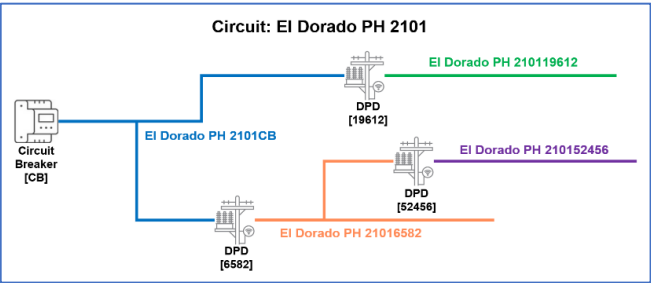 Circuit: El Dorado PH 2101
El Dorado PH 210119612
DPD
[19612]
Circuit
Breaker
[CB]
El Dorado PH 2101CB
El Dorado PH 210152456
DPD
[52456]
El Dorado PH 21016582
DPD
[6582]